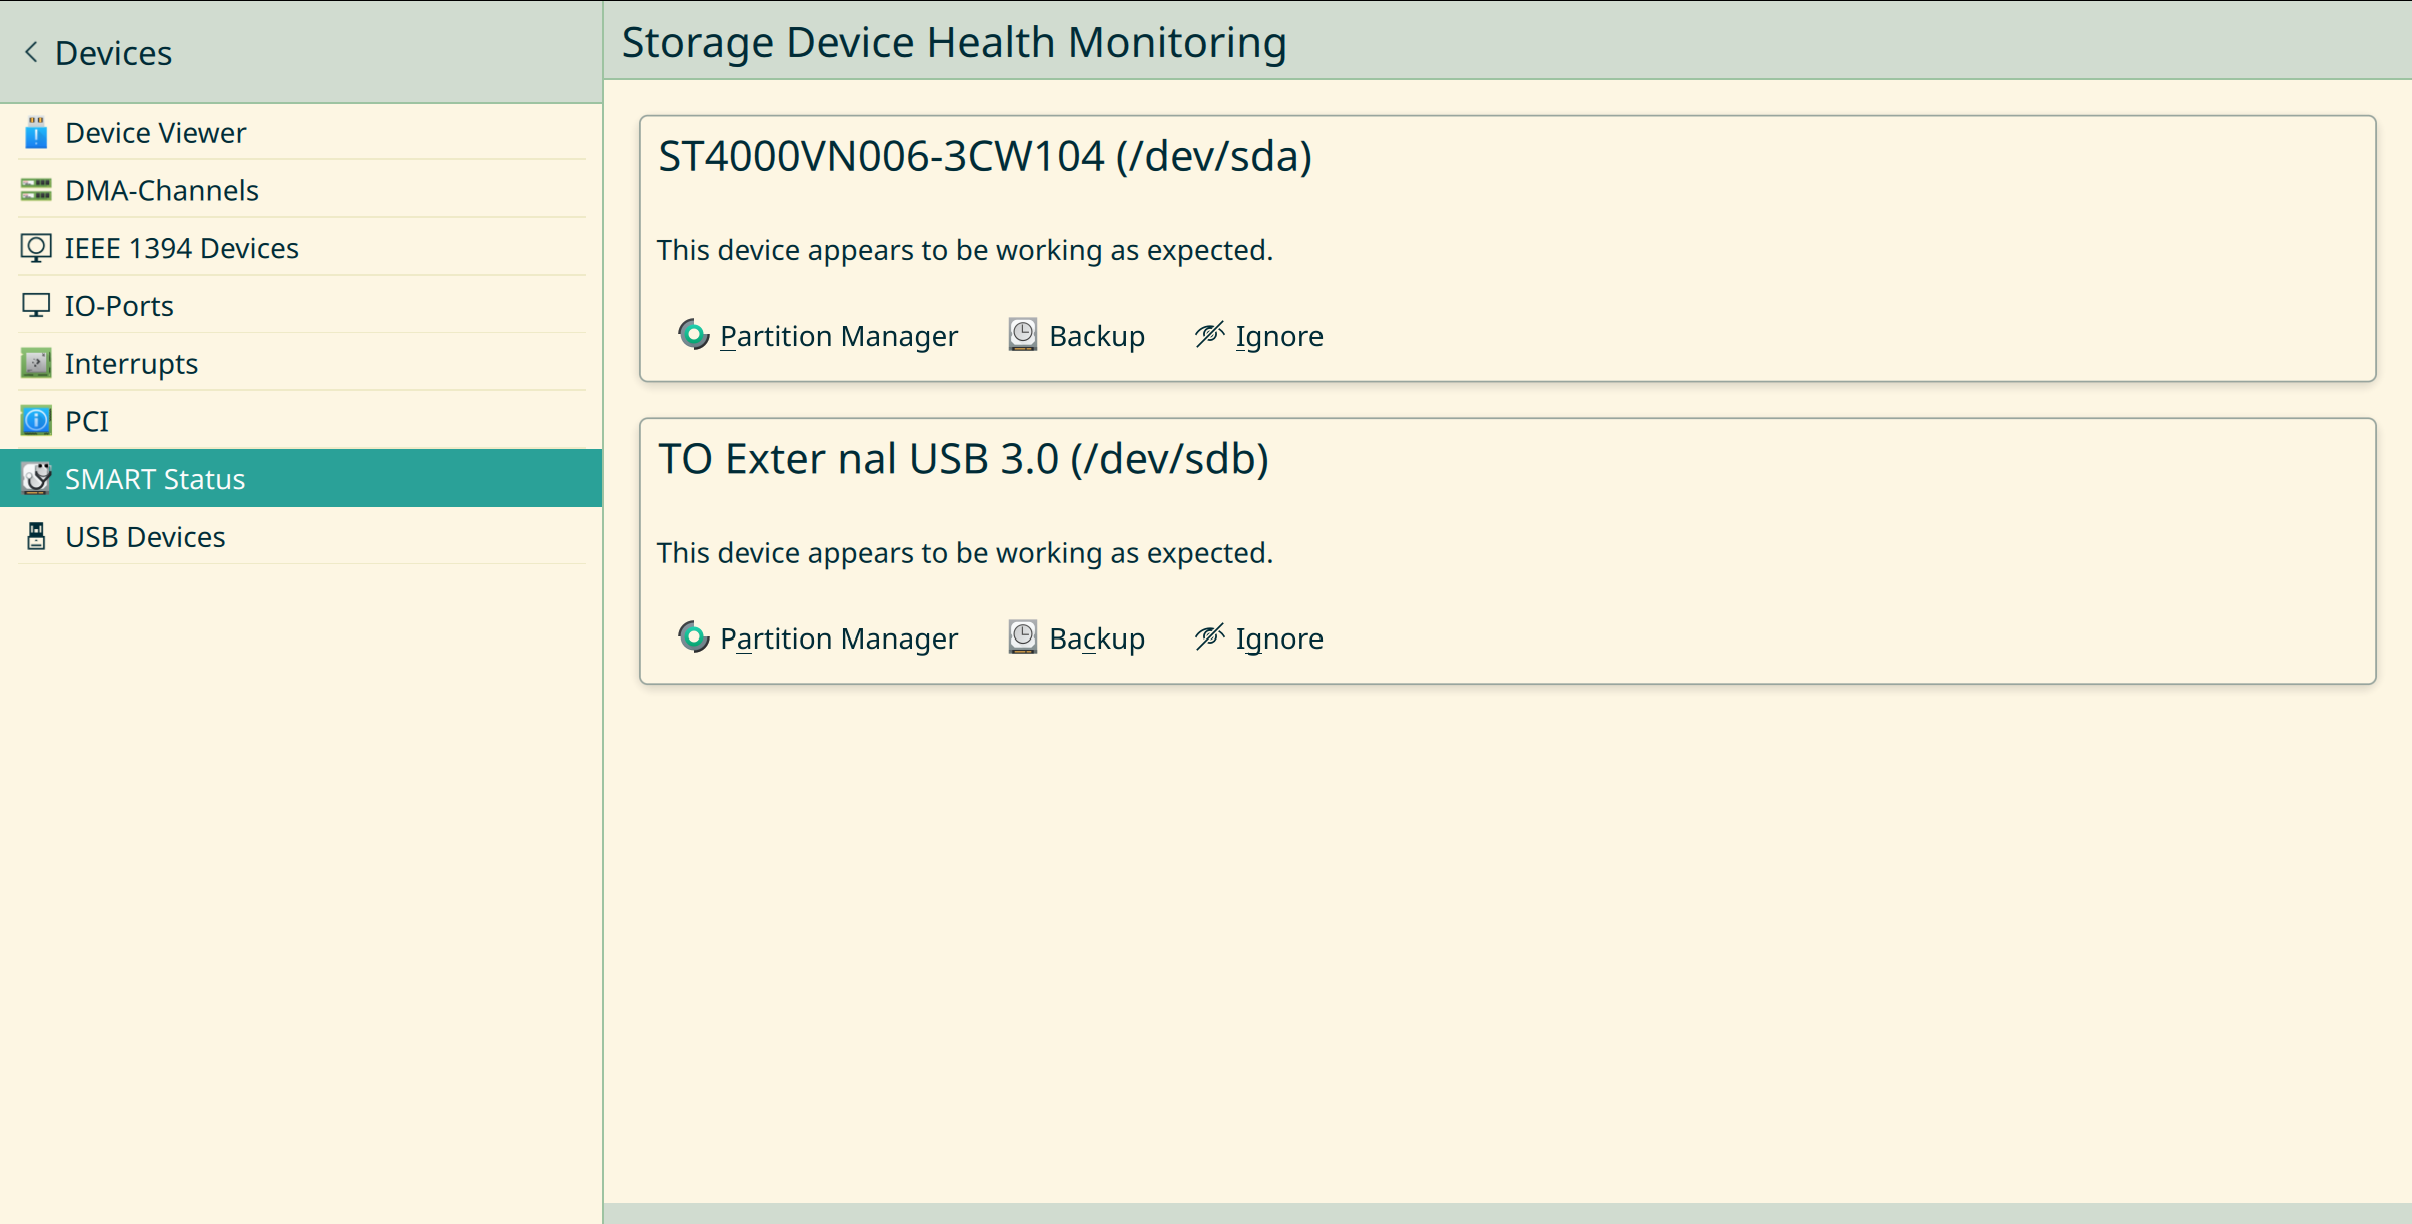 Devices
Device Viewer
DMA-Channels
IEEE 1394 Devices
IO-Ports
Interrupts
PCI
SMART Status
USB Devices
Storage Device Health Monitoring
ST4000VN006-3CW104 (/dev/sda)
This device appears to be working as expected.
Partition Manager Backup Ignore
TO Exter nal USB 3.0 (/dev/sdb)
This device appears to be working as expected.
Partition Manager Backup Ignore